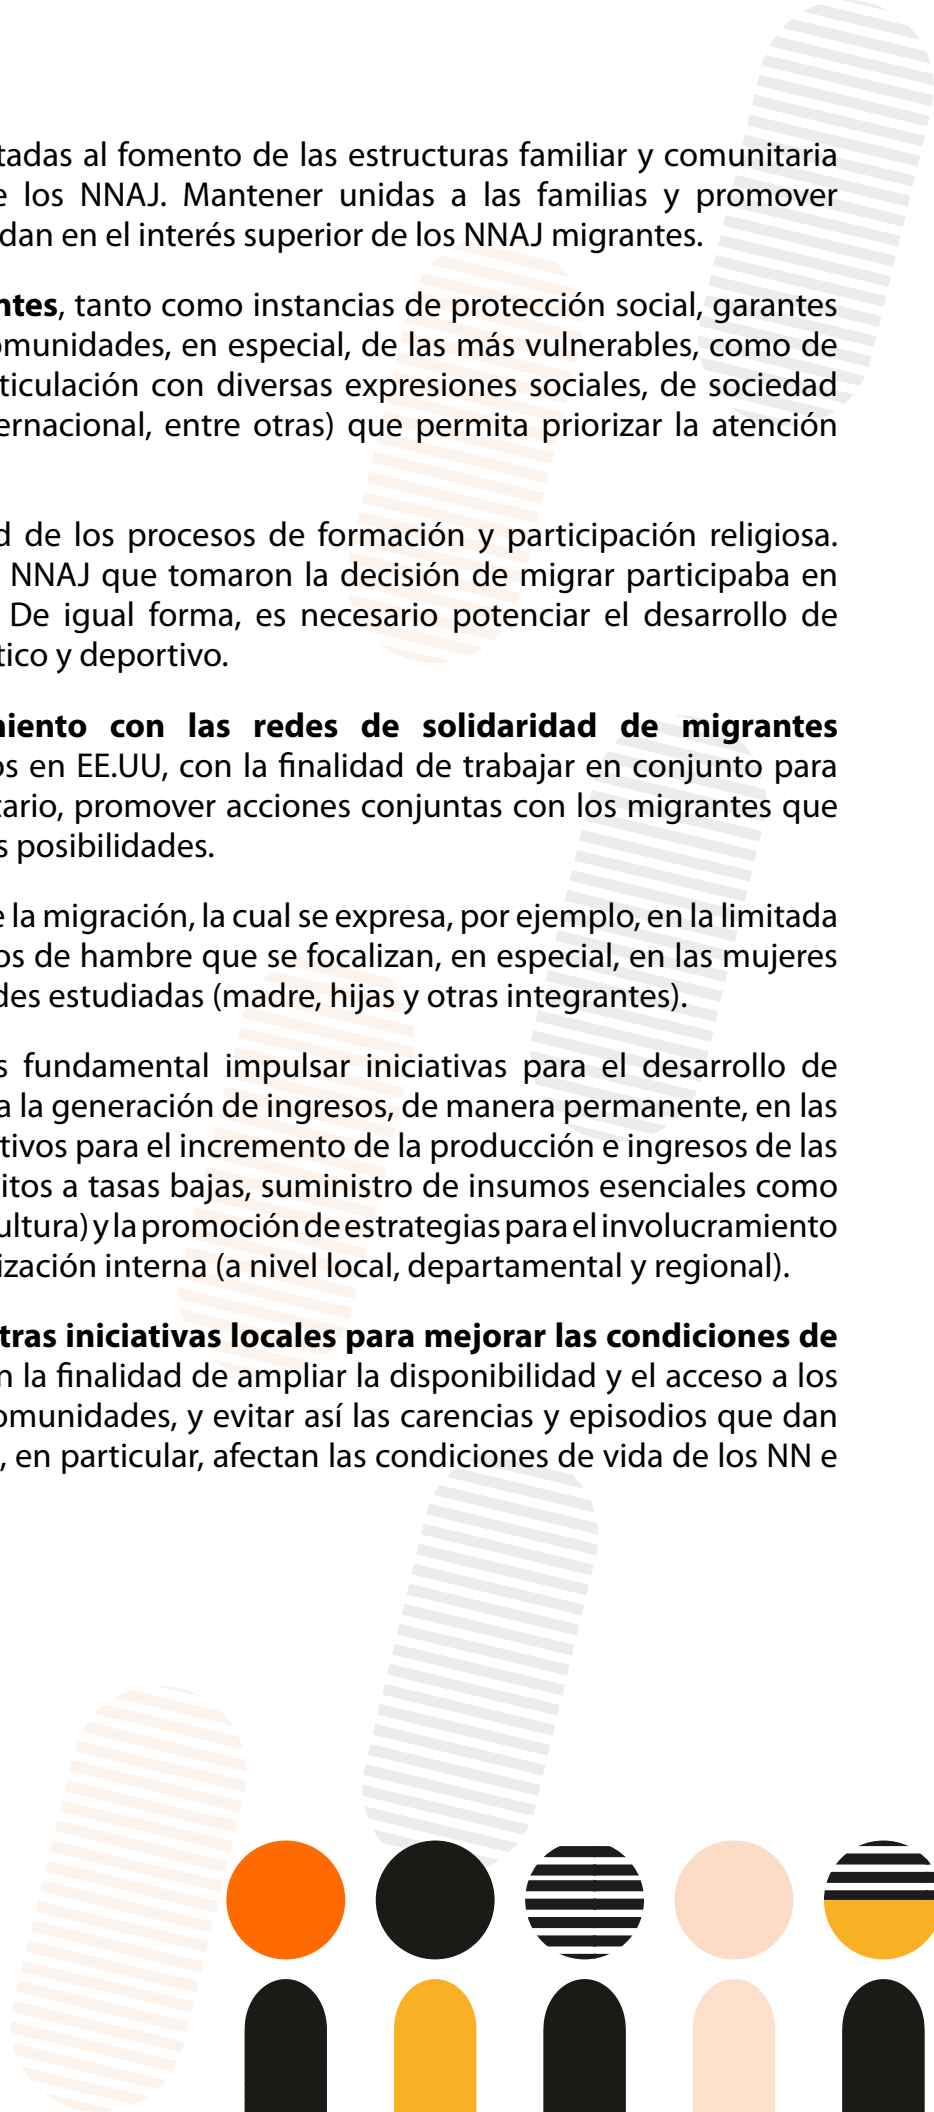 tadas al fomento de las estructuras familiar y comunitaria
e los NNAJ. Mantener unidas a las familias y promover
dan en el interés superior de los NNAJ migrantes.
ntes, tanto como instancias de protección social, garantes
omunidades, en especial, de las más vulnerables, como de
ticulación con diversas expresiones sociales, de sociedad
ernacional, entre otras) que permita priorizar la atención
d de los procesos de formación y participación religiosa.
NNAJ que tomaron la decisión de migrar participaba en
De igual forma, es necesario potenciar el desarrollo de
tico y deportivo.
miento con las redes de solidaridad de migrantes
os en EE.UU, con la finalidad de trabajar en conjunto para
tario, promover acciones conjuntas con los migrantes que
s posibilidades.
e la migración, la cual se expresa, por ejemplo, en la limitada
os de hambre que se focalizan, en especial, en las mujeres
des estudiadas (madre, hijas y otras integrantes).
s fundamental impulsar iniciativas para el desarrollo de
a la generación de ingresos, de manera permanente, en las
tivos para el incremento de la producción e ingresos de las
itos a tasas bajas, suministro de insumos esenciales como
ultura) y la promoción de estrategias para el involucramiento
ización interna (a nivel local, departamental y regional).
tras iniciativas locales para mejorar las condiciones de
n la finalidad de ampliar la disponibilidad y el acceso a los
omunidades, y evitar así las carencias y episodios que dan
, en particular, afectan las condiciones de vida de los NN e